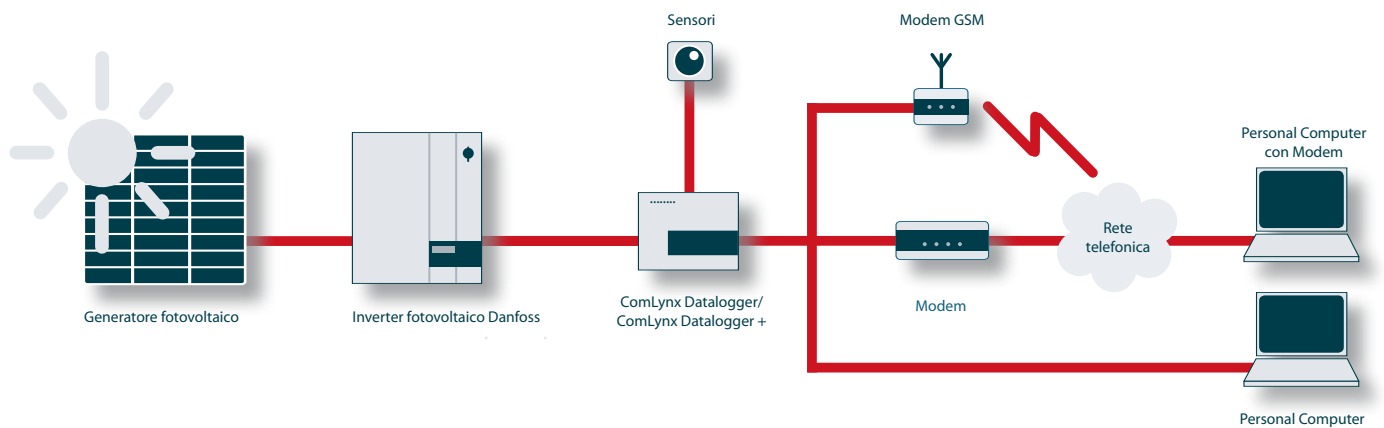 Sensori
Modem GSM
Personal Computer
con Modem
Rete
telefonica
Generatore fotovoltaico
Inverter fotovoltaico Danfoss
ComLynx Datalogger/
ComLynx Datalogger +
Modem
Personal Computer